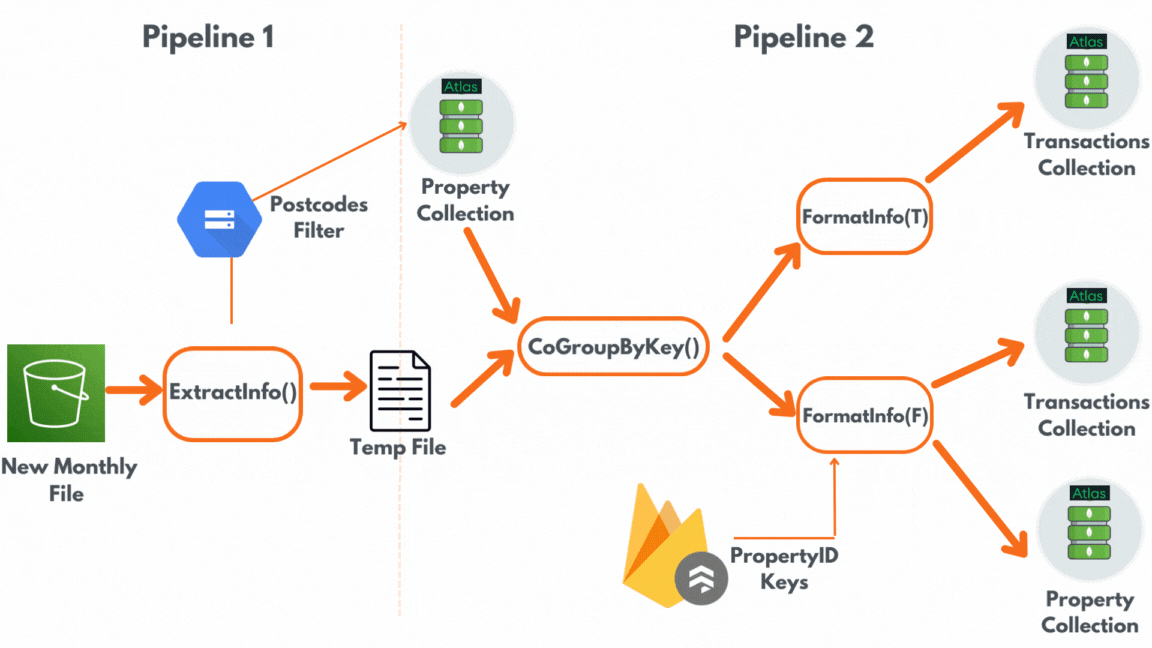 Pipeline 1
Pipeline 2
Atlas
Property
Collection
Postcodes
Filter
New Monthly
File
ExtractInfo()
Temp File
CoGroupByKey()
FormatInfo(T)
FormatInfo(F)
PropertyID
Keys
Atlas
Transactions
Collection
Atlas
Transactions
Collection
Atlas
Property
Collection